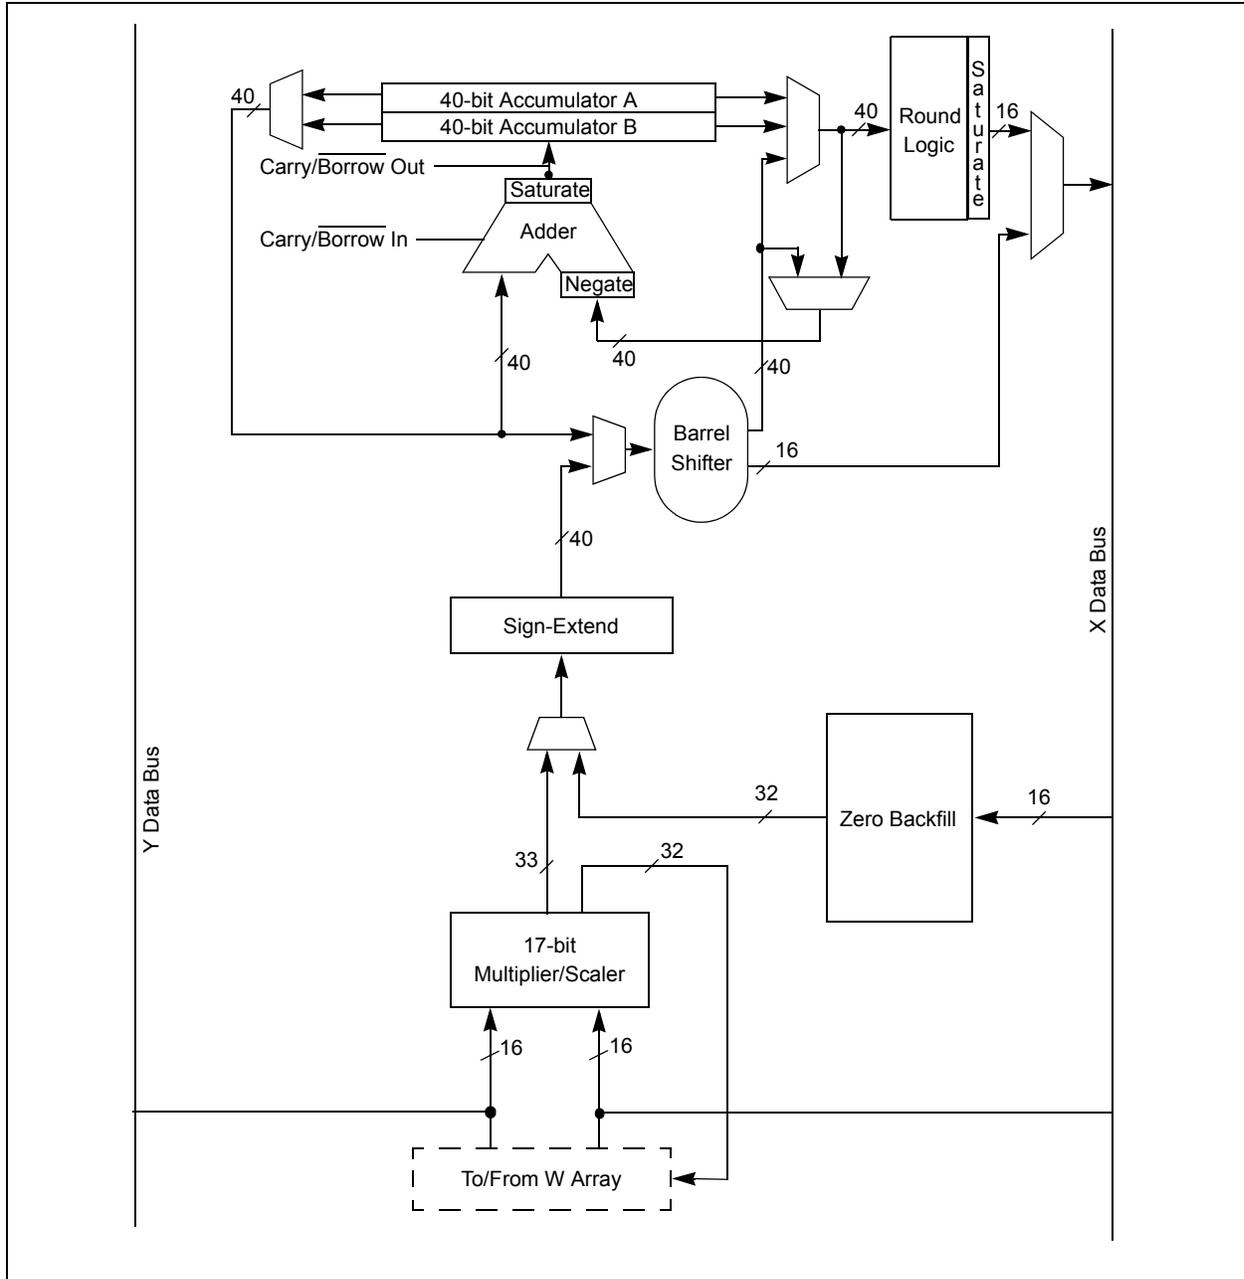 40
40-bit Accumulator A
40-bit Accumulator B
40
Round
Logic
Saturate
16
Carry/Borrow Out
Saturate
Carry/Borrow In
Adder
Negate
40
40
40
Barrel
Shifter
16
40
X Data Bus
Sign-Extend
Y Data Bus
32
Zero Backfill
16
33
32
17-bit
Multiplier/Scaler
16
16
To/From W Array